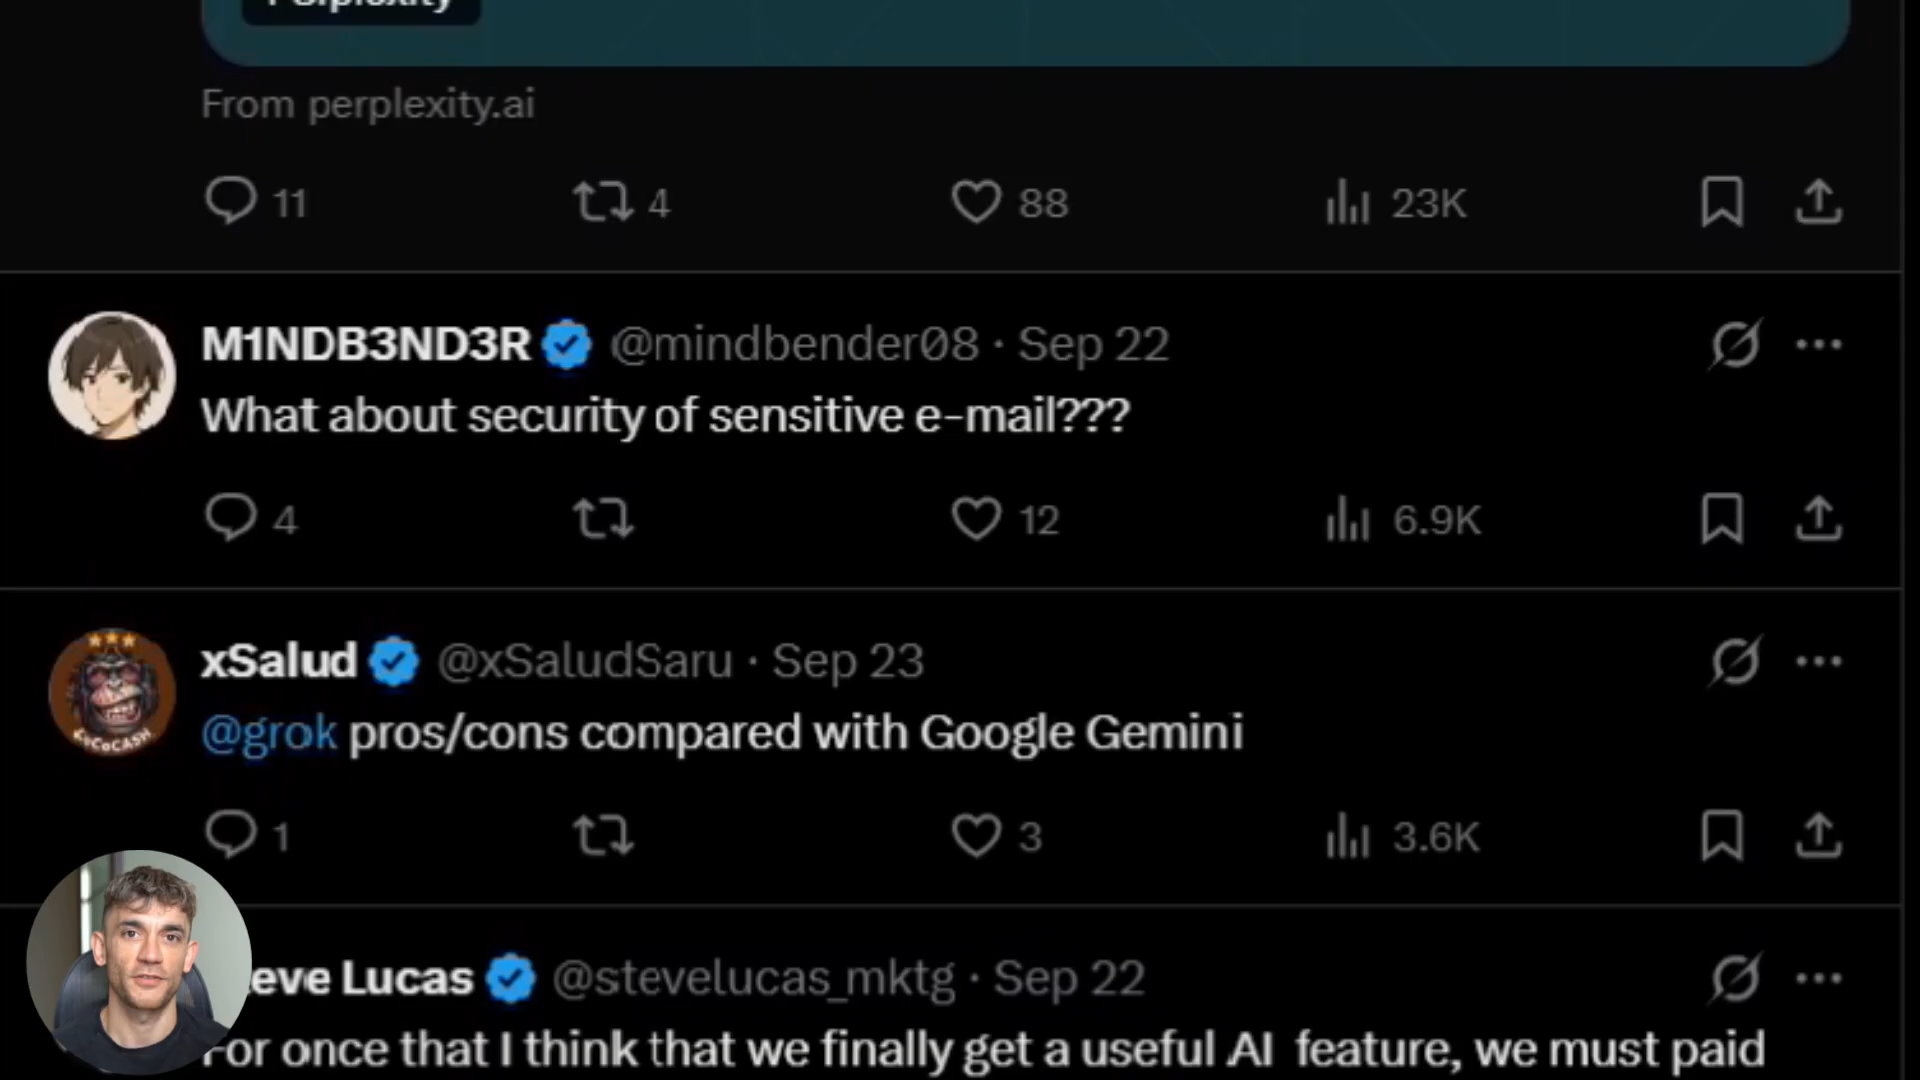 Perplexity
From perplexity.ai
11 4 88 23K
M1NDB3ND3R @mindbender08 · Sep 22
What about security of sensitive e-mail???
4 12 6.9K
xSalud @xSaludSaru · Sep 23
@grok pros/cons compared with Google Gemini
1 3 3.6K
eve Lucas @stevelucas_mktg · Sep 22
For once that I think that we finally get a useful AI feature, we must paid